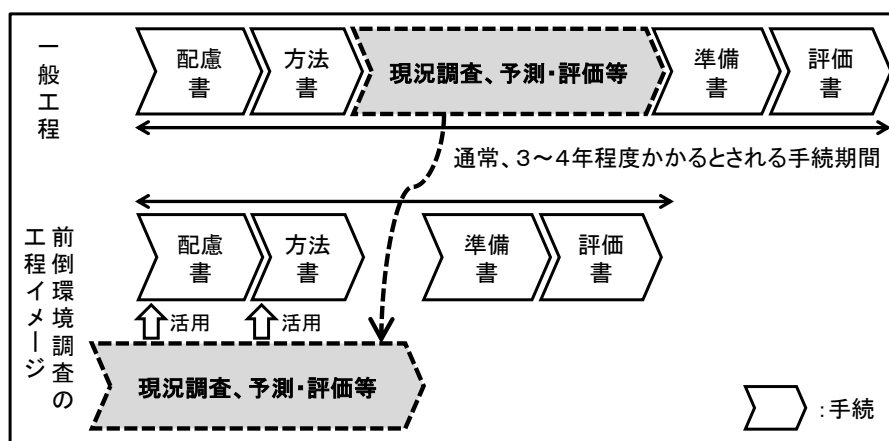 一般工程
配慮
書
方法
書
現況調査、予測・評価等
準備
書
評価
書
通常、3～4年程度かかるとされる手続期間
前倒環境調査の
工程イメージ
配慮
書
方法
書
準備
書
評価
書
活用
活用
現況調査、予測・評価等
:手続